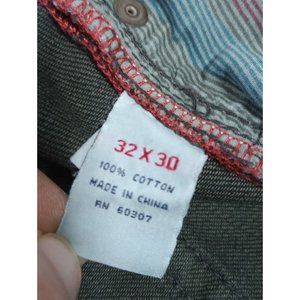 32 X 30
100% COTTON
MADE IN CHINA
RN 60307